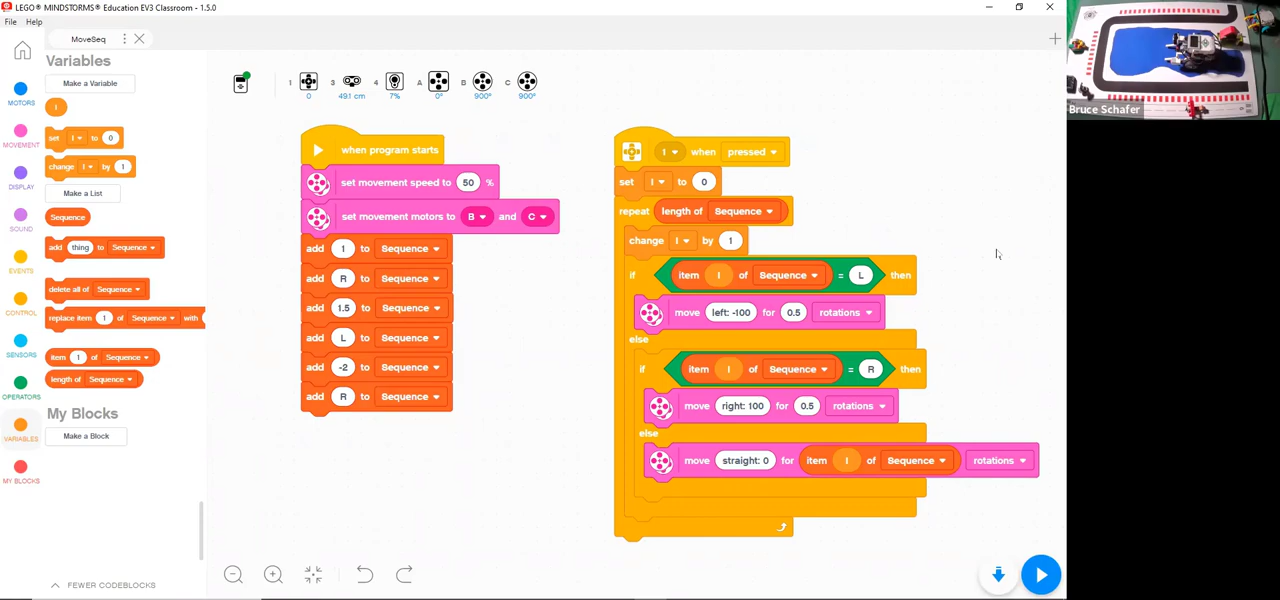 LEGO® MINDSTORMS® Education EV3 Classroom - 1.5.0
File Help
MoveSeq
Variables
Make a Variable
I
set I to 0
change I by 1
Make a List
Sequence
add thing to Sequence
delete all of Sequence
replace item 1 of Sequence with
item 1 of Sequence
length of Sequence
My Blocks
Make a Block
FEWER CODEBLOCKS
MOTORS
MOVEMENT
DISPLAY
SOUND
EVENTS
CONTROL
SENSORS
OPERATORS
VARIABLES
MY BLOCKS
1 3 4 A B C
0 49.1 cm 7% 0° 900° 900°
when program starts
set movement speed to 50 %
set movement motors to B and C
add 1 to Sequence
add R to Sequence
add 1.5 to Sequence
add L to Sequence
add -2 to Sequence
add R to Sequence
1 when pressed
set I to 0
repeat length of Sequence
change I by 1
if item I of Sequence = L then
move left: -100 for 0.5 rotations
else
if item I of Sequence = R then
move right: 100 for 0.5 rotations
else
move straight: 0 for item I of Sequence rotations
Bruce Schafer